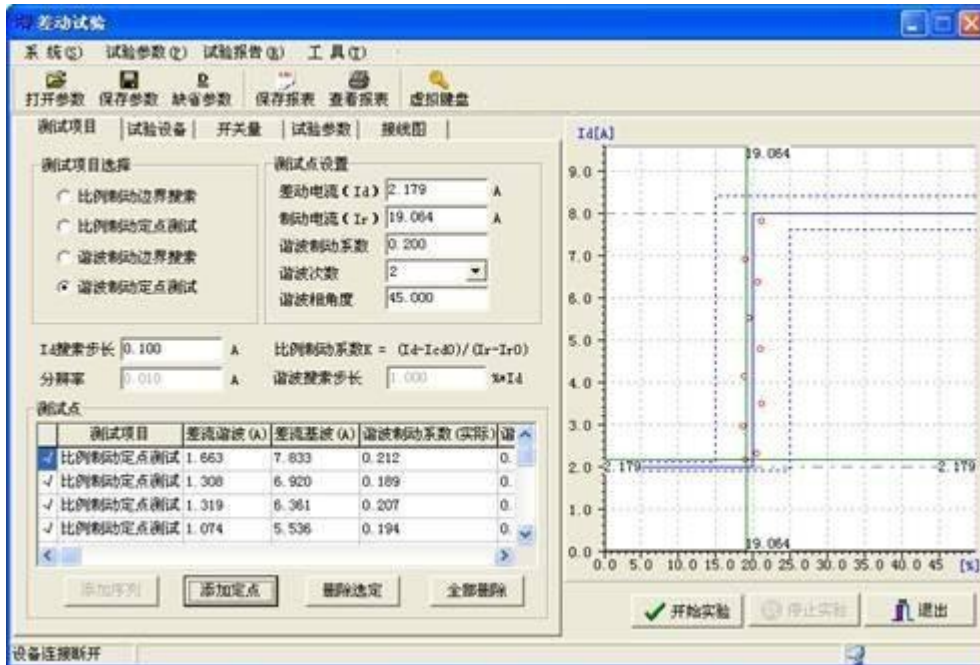 差动试验
系 统(S) 试验参数(P) 试验报告(R) 工 具(T)
打开参数 保存参数 缺省参数 保存报表 查看报表 虚拟键盘
测试项目 试验设备 开关量 试验参数 接线图
测试项目选择
比例制动边界搜索
比例制动定点测试
谐波制动边界搜索
谐波制动定点测试
测试点设置
差动电流(Id) 2.179 A
制动电流(Ir) 19.064 A
谐波制动系数 0.200
谐波次数 2
谐波相角度 45.000
Id搜索步长 0.100 A 比例制动系数K = (Id-Icd0)/(Ir-Ir0)
分辨率 0.010 A 谐波搜索步长 1.000 %*Id
测试点
测试项目 差流谐波(A) 差流基波(A) 谐波制动系数(实际) 谐
比例制动定点测试 1.663 7.833 0.212 0.
比例制动定点测试 1.308 6.920 0.189 0.
比例制动定点测试 1.319 6.361 0.207 0.
比例制动定点测试 1.074 5.536 0.194 0.
添加序列 添加定点 删除选定 全部删除
Id[A]
19.064
9.0
8.0
7.0
6.0
5.0
4.0
3.0
2.0 2.179 2.179
1.0
19.064
0.0
0.0 5.0 10.0 15.0 20.0 25.0 30.0 35.0 40.0 45 [%]
开始实验 停止实验 退出
设备连接断开